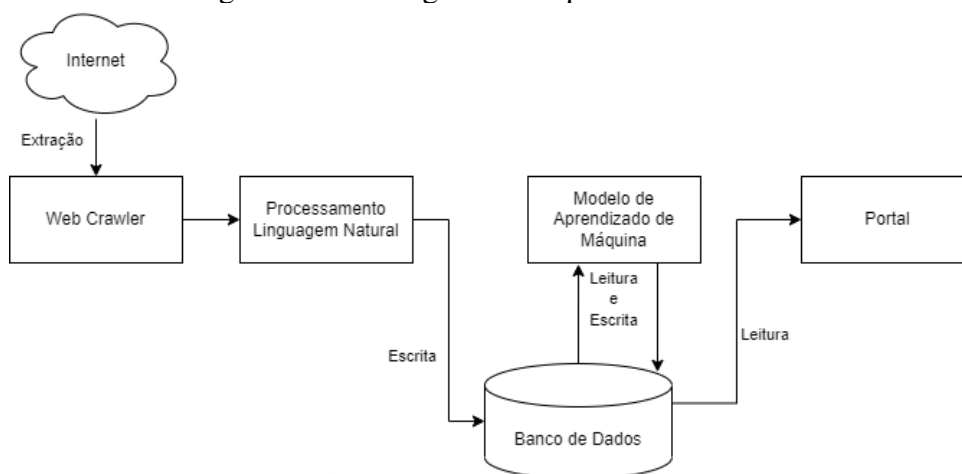 Internet
Extração
Web Crawler
Processamento
Linguagem Natural
Modelo de
Aprendizado de
Máquina
Portal
Leitura
e
Escrita
Leitura
Escrita
Banco de Dados